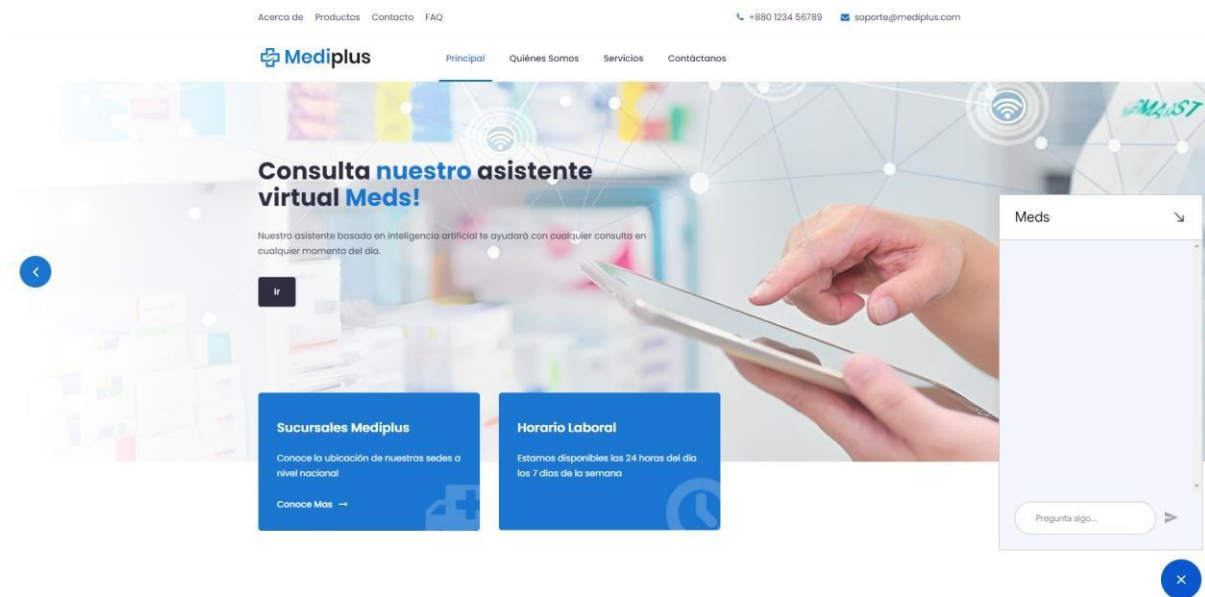 Acerca de Productos Contacto FAQ
+880 1234 56789 soporte@mediplus.com
Mediplus
Principal Quiénes Somos Servicios Contáctanos
Consulta nuestro asistente
virtual Meds!
Nuestro asistente basado en inteligencia artificial te ayudará con cualquier consulta en
cualquier momento del día.
Ir
Sucursales Mediplus
Conoce la ubicación de nuestras sedes a
nivel nacional
Conoce Mas →
Horario Laboral
Estamos disponibles las 24 horas del día
los 7 días de la semana
Meds
Pregunta algo...